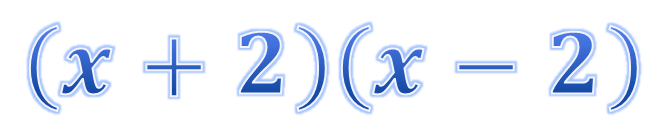 (x + 2)(x − 2)